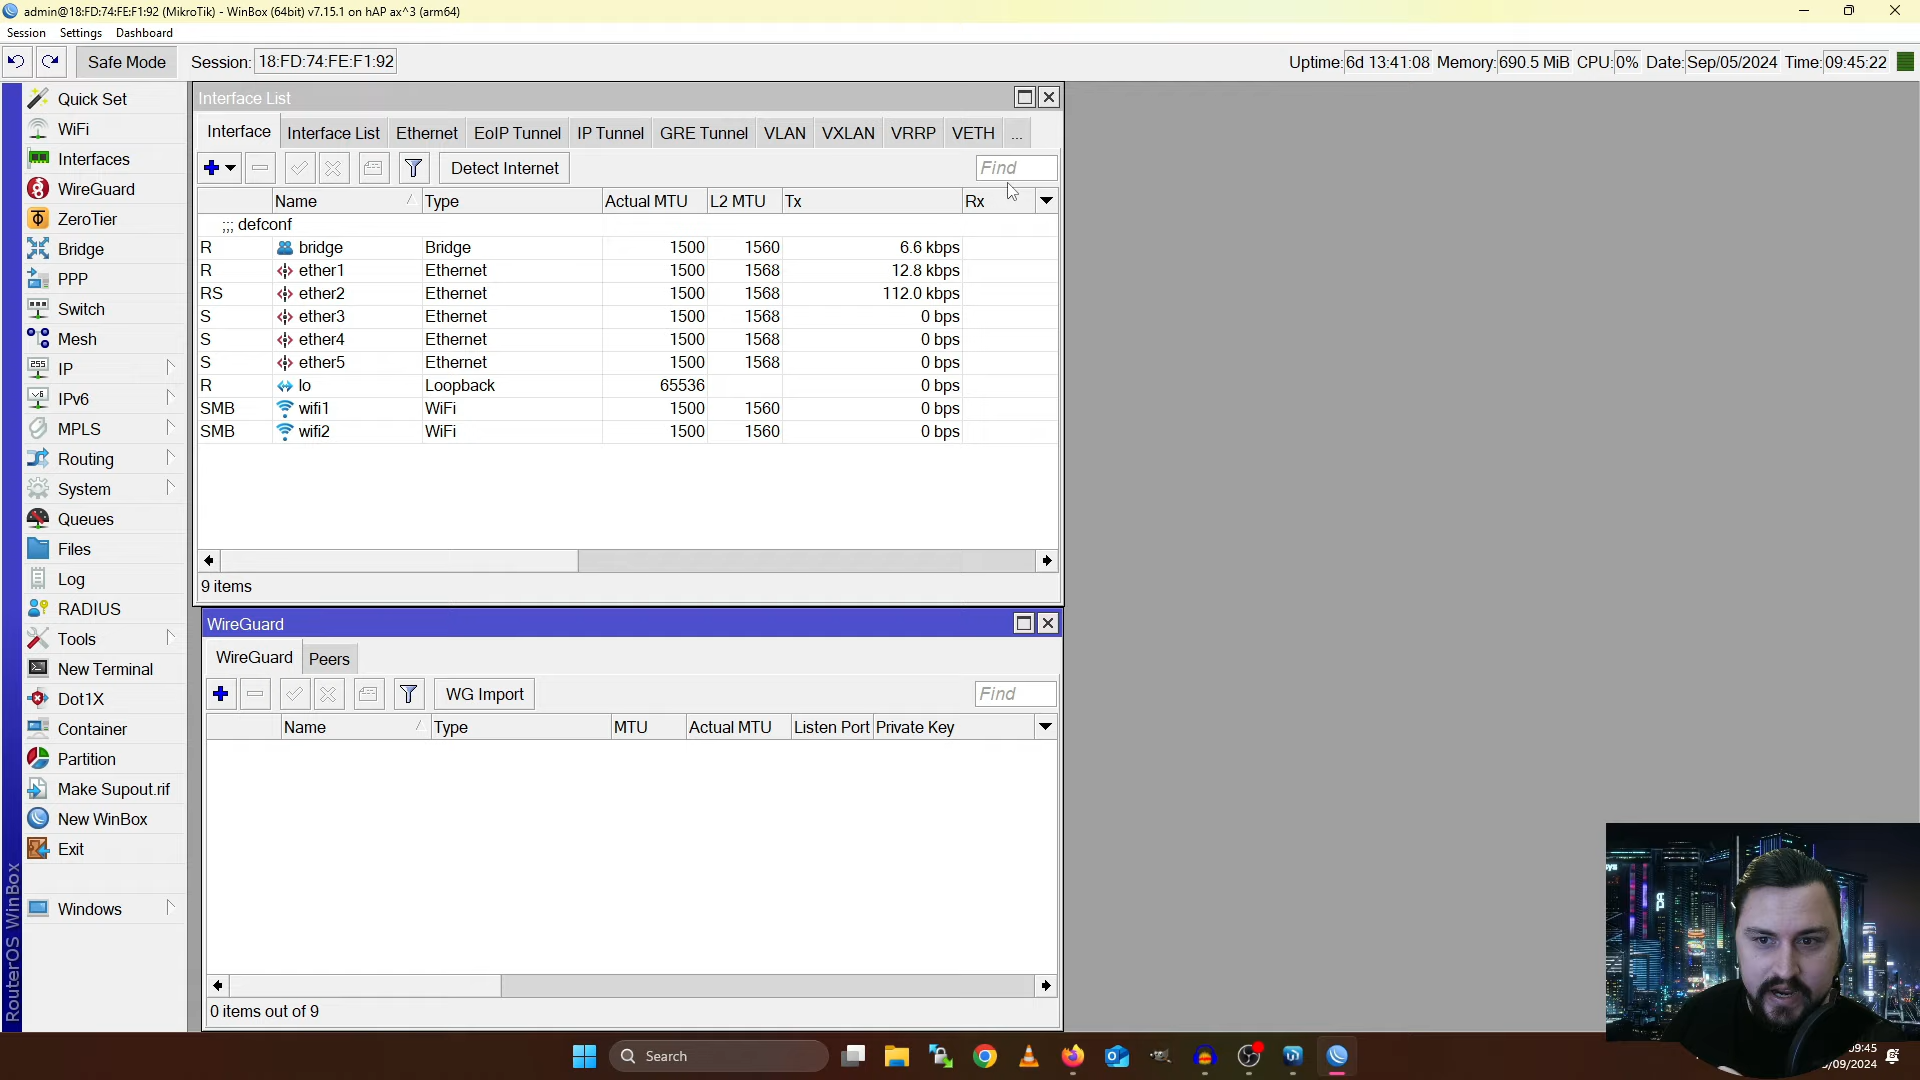 admin@18:FD:74:FE:F1:92 (MikroTik) - WinBox (64bit) v7.15.1 on hAP ax^3 (arm64)
Session Settings Dashboard
Safe Mode Session: 18:FD:74:FE:F1:92 Uptime: 6d 13:41:08 Memory: 690.5 MiB CPU: 0% Date: Sep/05/2024 Time: 09:45:22
Quick Set
WiFi
Interfaces
WireGuard
ZeroTier
Bridge
PPP
Switch
Mesh
IP
IPv6
MPLS
Routing
System
Queues
Files
Log
RADIUS
Tools
New Terminal
Dot1X
Container
Partition
Make Supout.rif
New WinBox
Exit
Windows
RouterOS WinBox
Interface List
Interface Interface List Ethernet EoIP Tunnel IP Tunnel GRE Tunnel VLAN VXLAN VRRP VETH ...
Detect Internet Find
Name Type Actual MTU L2 MTU Tx Rx
;;; defconf
R bridge Bridge 1500 1560 6.6 kbps
R ether1 Ethernet 1500 1568 12.8 kbps
RS ether2 Ethernet 1500 1568 112.0 kbps
S ether3 Ethernet 1500 1568 0 bps
S ether4 Ethernet 1500 1568 0 bps
S ether5 Ethernet 1500 1568 0 bps
R lo Loopback 65536 0 bps
SMB wifi1 WiFi 1500 1560 0 bps
SMB wifi2 WiFi 1500 1560 0 bps
9 items
WireGuard
WireGuard Peers
WG Import Find
Name Type MTU Actual MTU Listen Port Private Key
0 items out of 9
Search